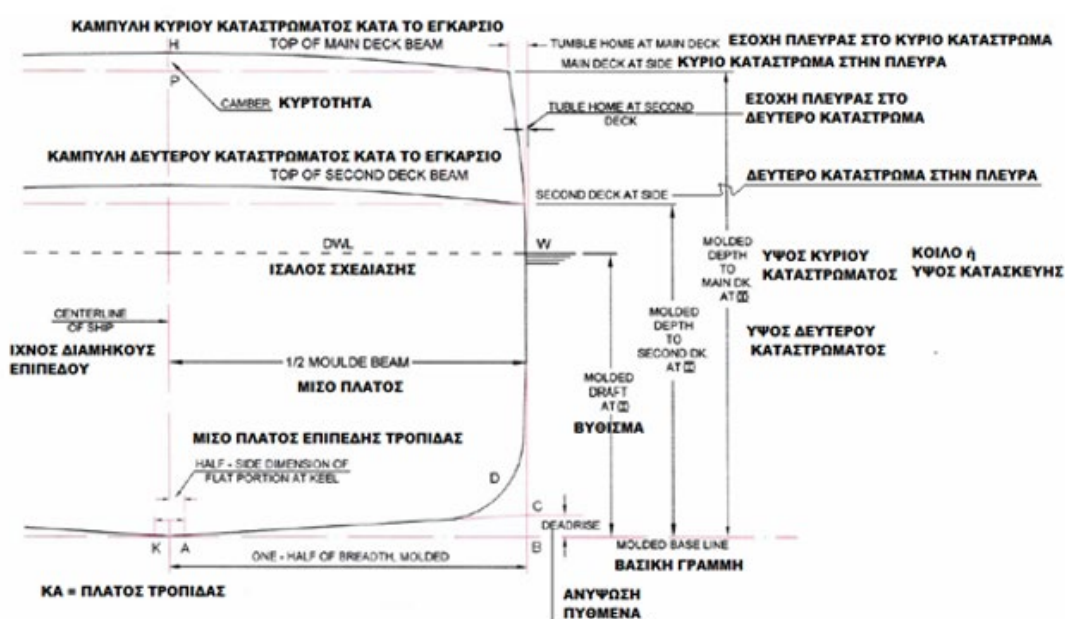 ΚΑΜΠΥΛΗ ΚΥΡΙΟΥ ΚΑΤΑΣΤΡΩΜΑΤΟΣ ΚΑΤΑ ΤΟ ΕΓΚΑΡΣΙΟ
H
TOP OF MAIN DECK BEAM
TUMBLE HOME AT MAIN DECK
ΕΣΟΧΗ ΠΛΕΥΡΑΣ ΣΤΟ ΚΥΡΙΟ ΚΑΤΑΣΤΡΩΜΑ
MAIN DECK AT SIDE
ΚΥΡΙΟ ΚΑΤΑΣΤΡΩΜΑ ΣΤΗΝ ΠΛΕΥΡΑ
P
CAMBER
ΚΥΡΤΟΤΗΤΑ
TUBLE HOME AT SECOND
DECK
ΕΣΟΧΗ ΠΛΕΥΡΑΣ ΣΤΟ
ΔΕΥΤΕΡΟ ΚΑΤΑΣΤΡΩΜΑ
ΚΑΜΠΥΛΗ ΔΕΥΤΕΡΟΥ ΚΑΤΑΣΤΡΩΜΑΤΟΣ ΚΑΤΑ ΤΟ ΕΓΚΑΡΣΙΟ
TOP OF SECOND DECK BEAM
ΔΕΥΤΕΡΟ ΚΑΤΑΣΤΡΩΜΑ ΣΤΗΝ ΠΛΕΥΡΑ
SECOND DECK AT SIDE
DWL
W
ΙΣΑΛΟΣ ΣΧΕΔΙΑΣΗΣ
MOLDED
DEPTH
TO
MAIN DK.
AT
ΥΨΟΣ ΚΥΡΙΟΥ
ΚΑΤΑΣΤΡΩΜΑΤΟΣ
ΚΟΙΛΟ ή
ΥΨΟΣ ΚΑΤΑΣΚΕΥΗΣ
CENTERLINE
OF SHIP
ΙΧΝΟΣ ΔΙΑΜΗΚΟΥΣ
ΕΠΙΠΕΔΟΥ
MOLDED
DEPTH
TO
SECOND DK.
AT
ΥΨΟΣ ΔΕΥΤΕΡΟΥ
ΚΑΤΑΣΤΡΩΜΑΤΟΣ
1/2 MOULDE BEAM
ΜΙΣΟ ΠΛΑΤΟΣ
MOLDED
DRAFT
AT
ΒΥΘΙΣΜΑ
ΜΙΣΟ ΠΛΑΤΟΣ ΕΠΙΠΕΔΗΣ ΤΡΟΠΙΔΑΣ
HALF - SIDE DIMENSION OF
FLAT PORTION AT KEEL
D
C
DEADRISE
K
A
B
ONE - HALF OF BREADTH, MOLDED
MOLDED BASE LINE
ΒΑΣΙΚΗ ΓΡΑΜΜΗ
ΚΑ = ΠΛΑΤΟΣ ΤΡΟΠΙΔΑΣ
ΑΝΥΨΩΣΗ
ΠΥΘΜΕΝΑ